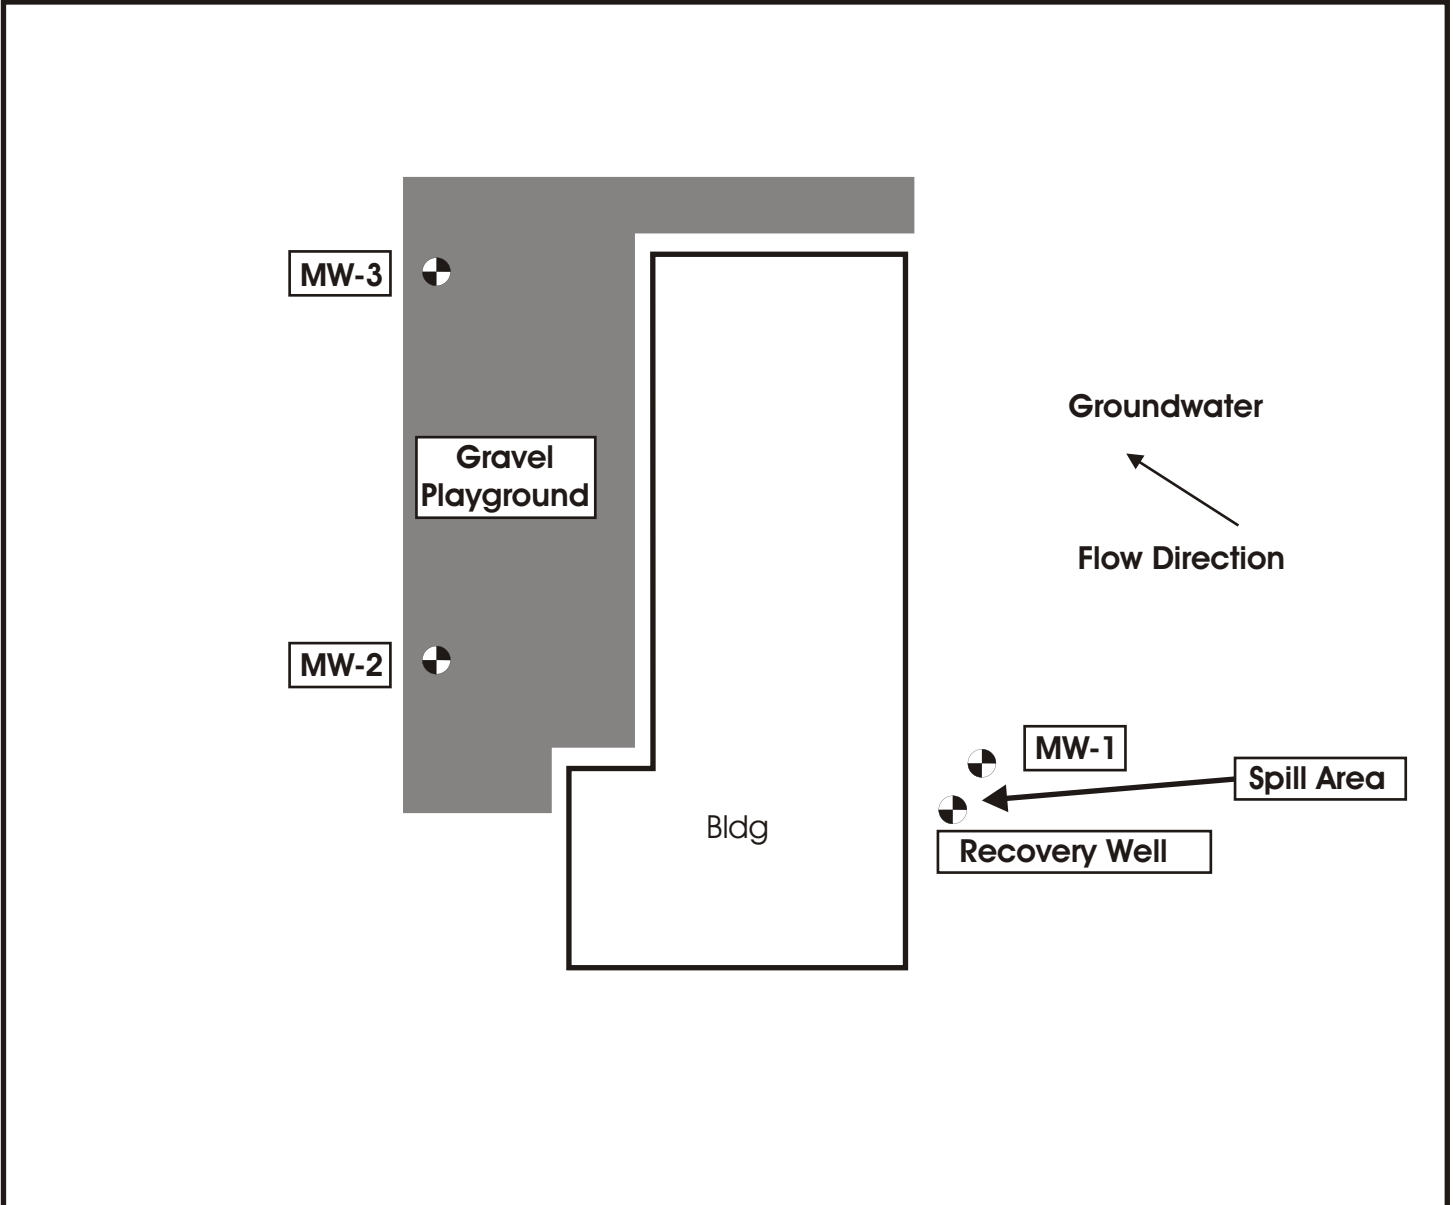 MW-3
Groundwater
Gravel
Playground
Flow Direction
MW-2
MW-1
Spill Area
Bldg
Recovery Well